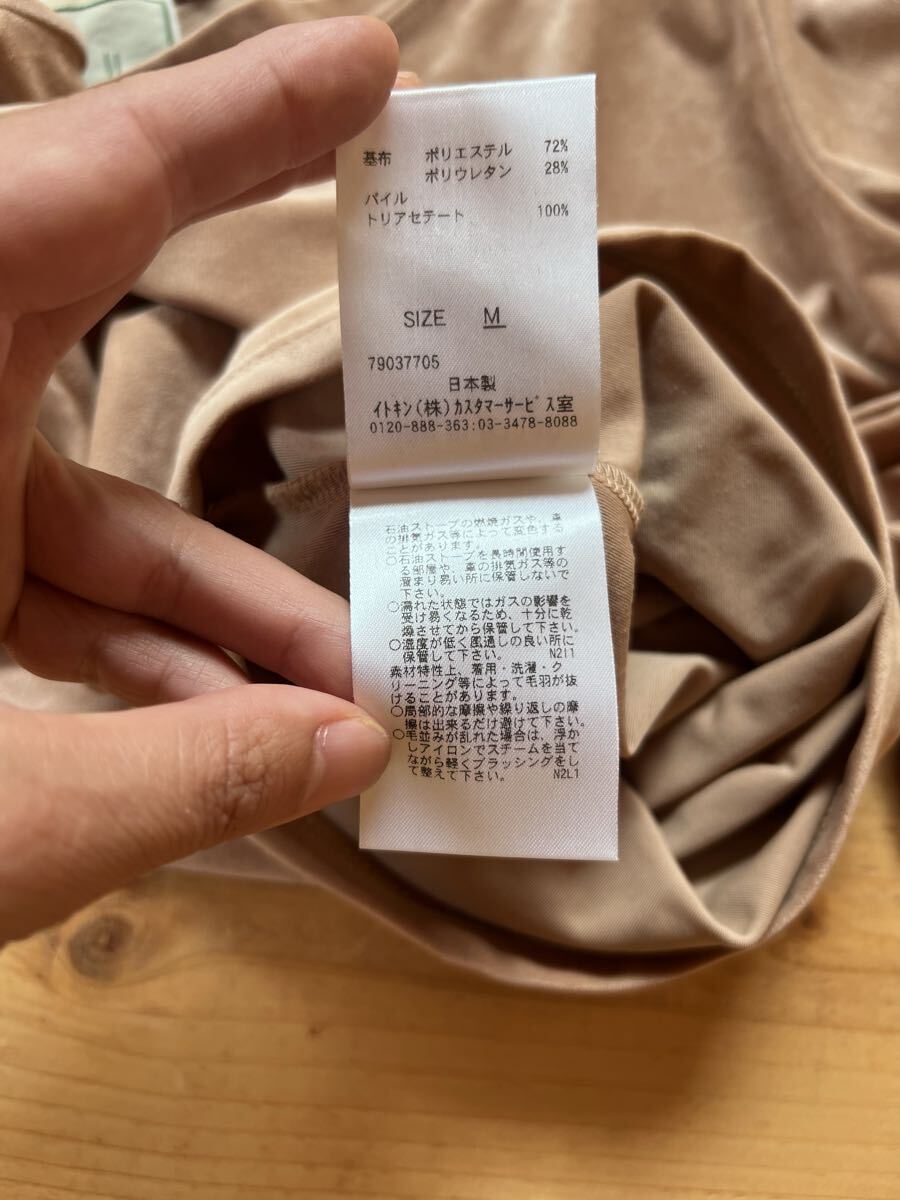 基布 ポリエステル 72%
ポリウレタン 28%
パイル
トリアセテート 100%
SIZE M
79037705
日本製
イトキン(株)カスタマーサービス室
0120-888-363:03-3478-8088
石油ストーブの燃焼ガスや、車
の排気ガス等によって変色する
ことがあります。
○石油ストーブを長時間使用す
る部屋や、車の排気ガス等の
溜まり易い所に保管しないで
下さい。
○濡れた状態ではガスの影響を
受け易くなるため、十分に乾
燥させてから保管して下さい。
○湿度が低く風通しの良い所に
保管して下さい。 N2I1
素材特性上、着用・洗濯・ク
リーニング等によって毛羽が抜
けることがあります。
○局部的な摩擦や繰り返しの摩
擦は出来るだけ避けて下さい。
○毛並みが乱れた場合は、浮か
しアイロンでスチームを当て
ながら軽くブラッシングをし
て整えて下さい。 N2L1